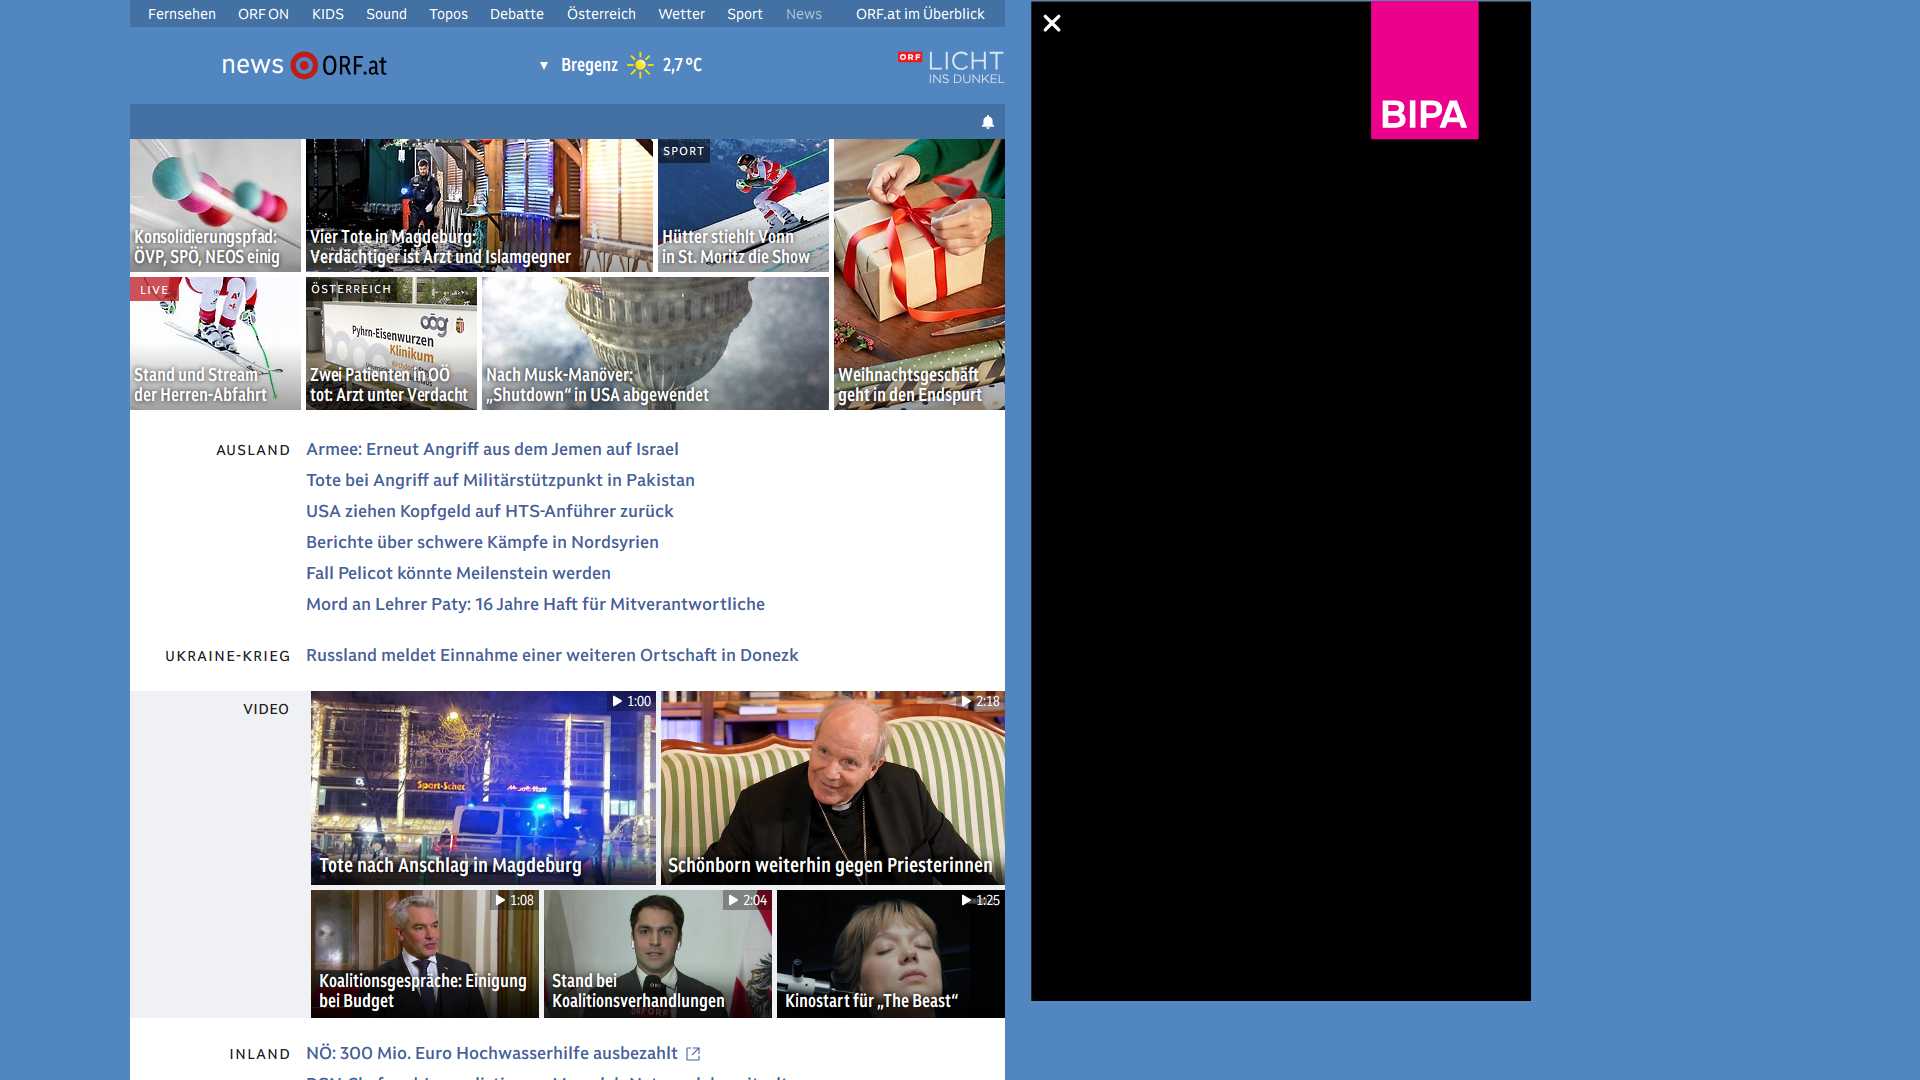 Fernsehen ORF ON KIDS Sound Topos Debatte Österreich Wetter Sport News ORF.at im Überblick
news ORF.at
Bregenz 2,7 °C
ORF LICHT
INS DUNKEL
BIPA
Konsolidierungspfad:
ÖVP, SPÖ, NEOS einig
Vier Tote in Magdeburg:
Verdächtiger ist Arzt und Islamgegner
SPORT
Hütter stiehlt Vonn
in St. Moritz die Show
LIVE
Stand und Stream
der Herren-Abfahrt
ÖSTERREICH
oög
Pyhrn-Eisenwurzen
Klinikum
Zwei Patienten in OÖ
tot: Arzt unter Verdacht
Nach Musk-Manöver:
„Shutdown“ in USA abgewendet
Weihnachtsgeschäft
geht in den Endspurt
AUSLAND
Armee: Erneut Angriff aus dem Jemen auf Israel
Tote bei Angriff auf Militärstützpunkt in Pakistan
USA ziehen Kopfgeld auf HTS-Anführer zurück
Berichte über schwere Kämpfe in Nordsyrien
Fall Pelicot könnte Meilenstein werden
Mord an Lehrer Paty: 16 Jahre Haft für Mitverantwortliche
UKRAINE-KRIEG
Russland meldet Einnahme einer weiteren Ortschaft in Donezk
VIDEO
1:00
Tote nach Anschlag in Magdeburg
2:18
Schönborn weiterhin gegen Priesterinnen
1:08
Koalitionsgespräche: Einigung
bei Budget
2:04
Stand bei
Koalitionsverhandlungen
1:25
Kinostart für „The Beast“
INLAND
NÖ: 300 Mio. Euro Hochwasserhilfe ausbezahlt